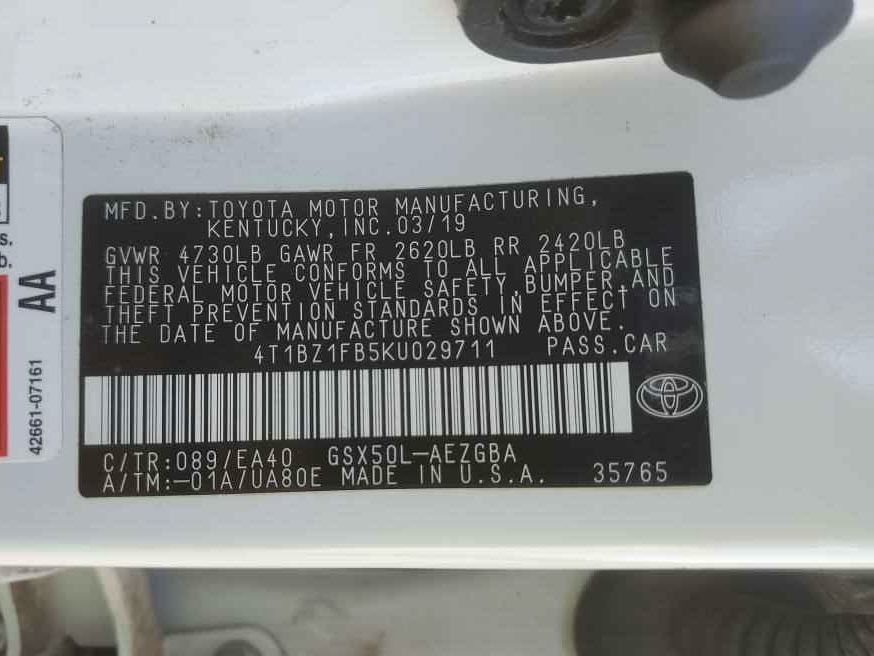 MFD.BY:TOYOTA MOTOR MANUFACTURING,
KENTUCKY,INC.03/19
GVWR 4730LB GAWR FR 2620LB RR 2420LB
THIS VEHICLE CONFORMS TO ALL APPLICABLE
FEDERAL MOTOR VEHICLE SAFETY,BUMPER,AND
THEFT PREVENTION STANDARDS IN EFFECT ON
THE DATE OF MANUFACTURE SHOWN ABOVE.
4T1BZ1FB5KU029711 PASS.CAR
C/TR:089/EA40 GSX50L-AEZGBA
A/TM:-01A/UA80E MADE IN U.S.A. 35765
s.
b.
AA
42661-07161